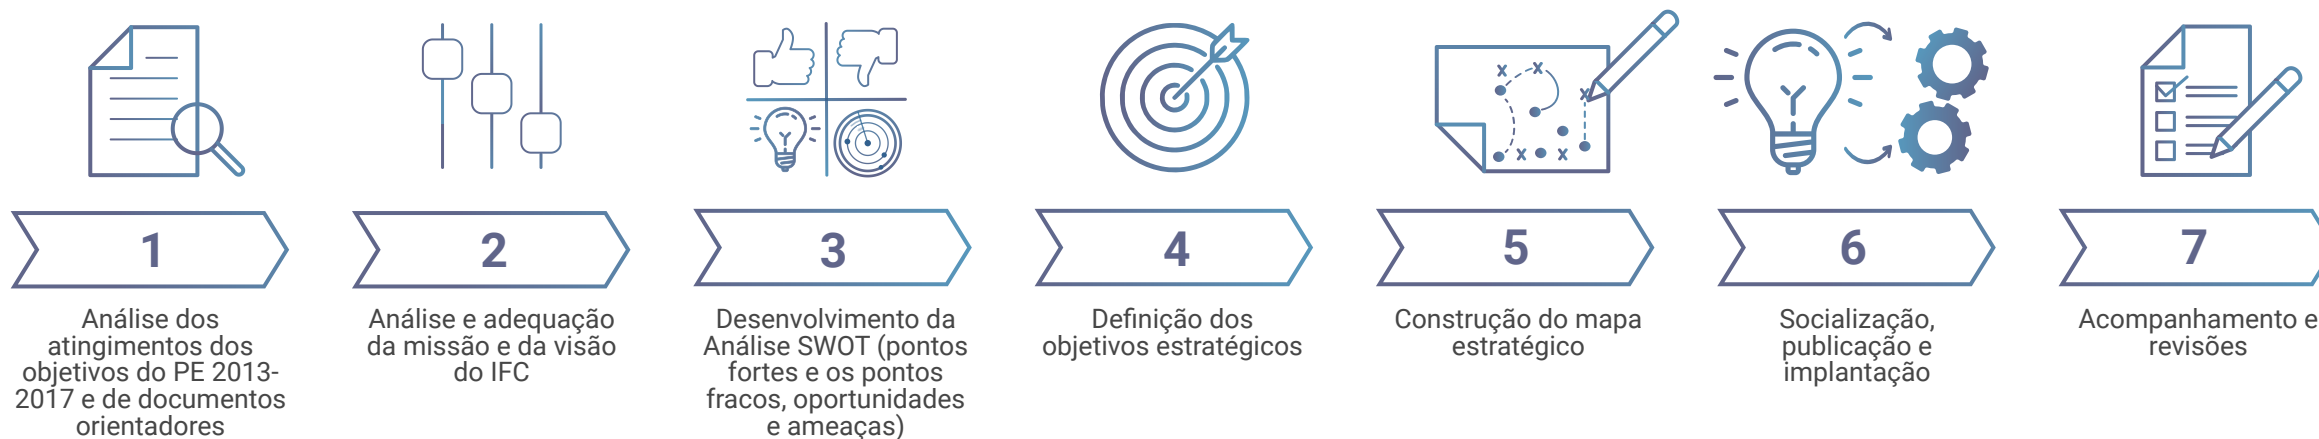 1
Análise dos
atingimentos dos
objetivos do PE 2013-
2017 e de documentos
orientadores
2
Análise e adequação
da missão e da visão
do IFC
3
Desenvolvimento da
Análise SWOT (pontos
fortes e os pontos
fracos, oportunidades
e ameaças)
4
Definição dos
objetivos estratégicos
5
Construção do mapa
estratégico
6
Socialização,
publicação e
implantação
7
Acompanhamento e
revisões